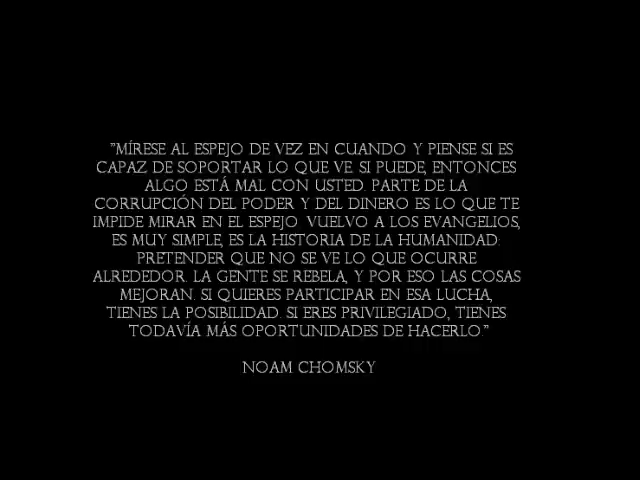 "MÍRESE AL ESPEJO DE VEZ EN CUANDO Y PIENSE SI ES
CAPAZ DE SOPORTAR LO QUE VE. SI PUEDE, ENTONCES
ALGO ESTÁ MAL CON USTED. PARTE DE LA
CORRUPCIÓN DEL PODER Y DEL DINERO ES LO QUE TE
IMPIDE MIRAR EN EL ESPEJO. VUELVO A LOS EVANGELIOS,
ES MUY SIMPLE, ES LA HISTORIA DE LA HUMANIDAD:
PRETENDER QUE NO SE VE LO QUE OCURRE
ALREDEDOR. LA GENTE SE REBELA, Y POR ESO LAS COSAS
MEJORAN. SI QUIERES PARTICIPAR EN ESA LUCHA,
TIENES LA POSIBILIDAD. SI ERES PRIVILEGIADO, TIENES
TODAVÍA MÁS OPORTUNIDADES DE HACERLO."
NOAM CHOMSKY